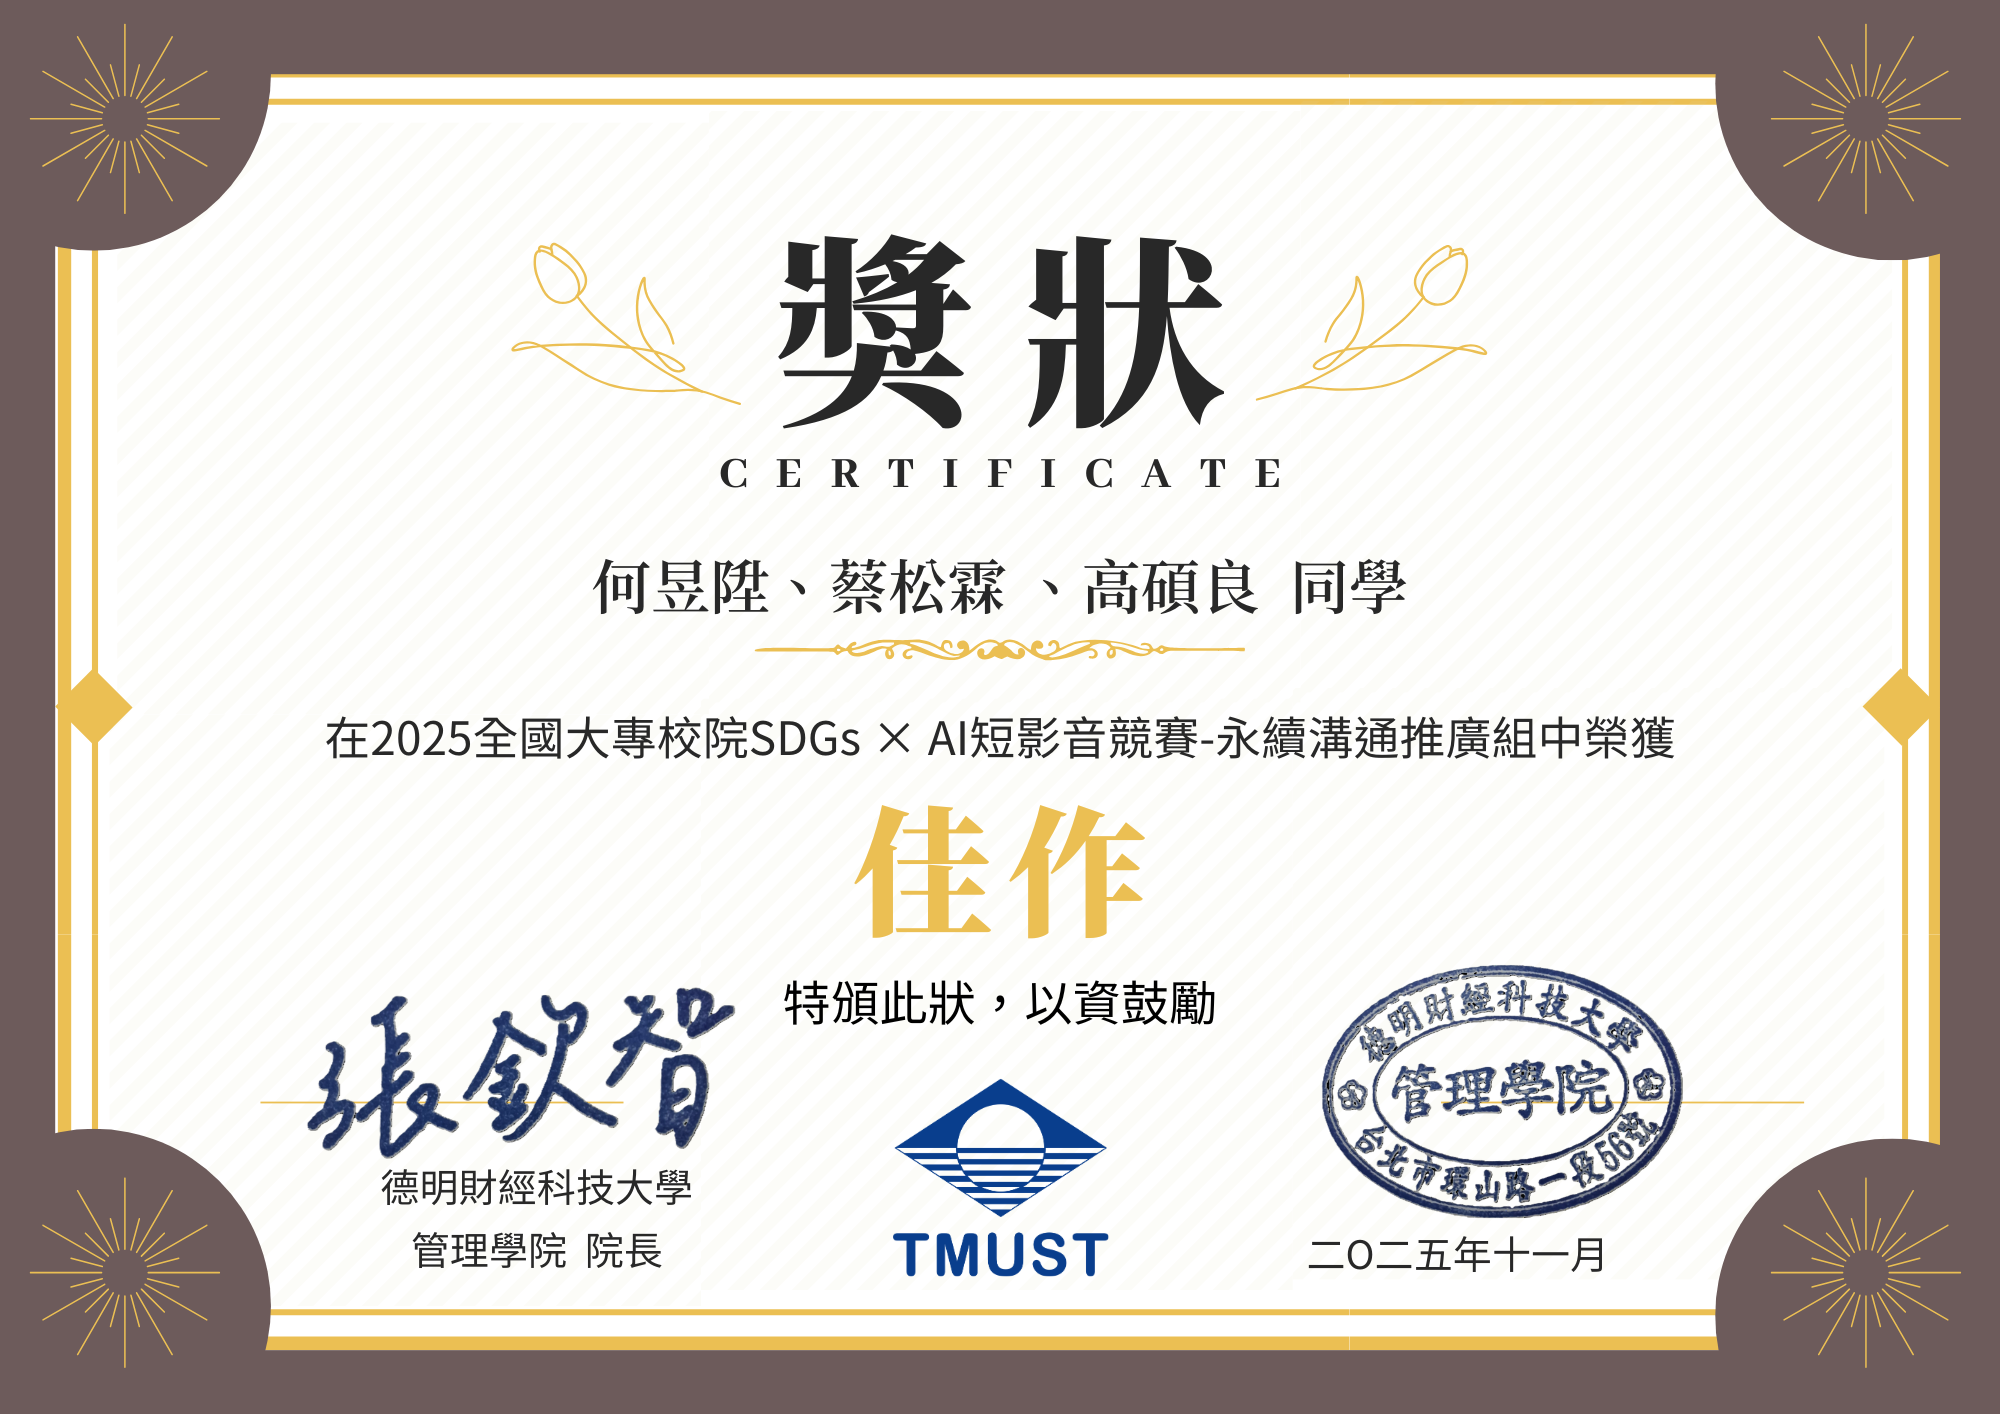 獎狀
CERTIFICATE
何昱陞、蔡松霖 、高碩良 同學
在2025全國大專校院SDGs × AI短影音競賽-永續溝通推廣組中榮獲
佳作
特頒此狀，以資鼓勵
張欽智
德明財經科技大學
管理學院 院長
TMUST
德明財經科技大學
管理學院
台北市環山路一段56號
二O二五年十一月